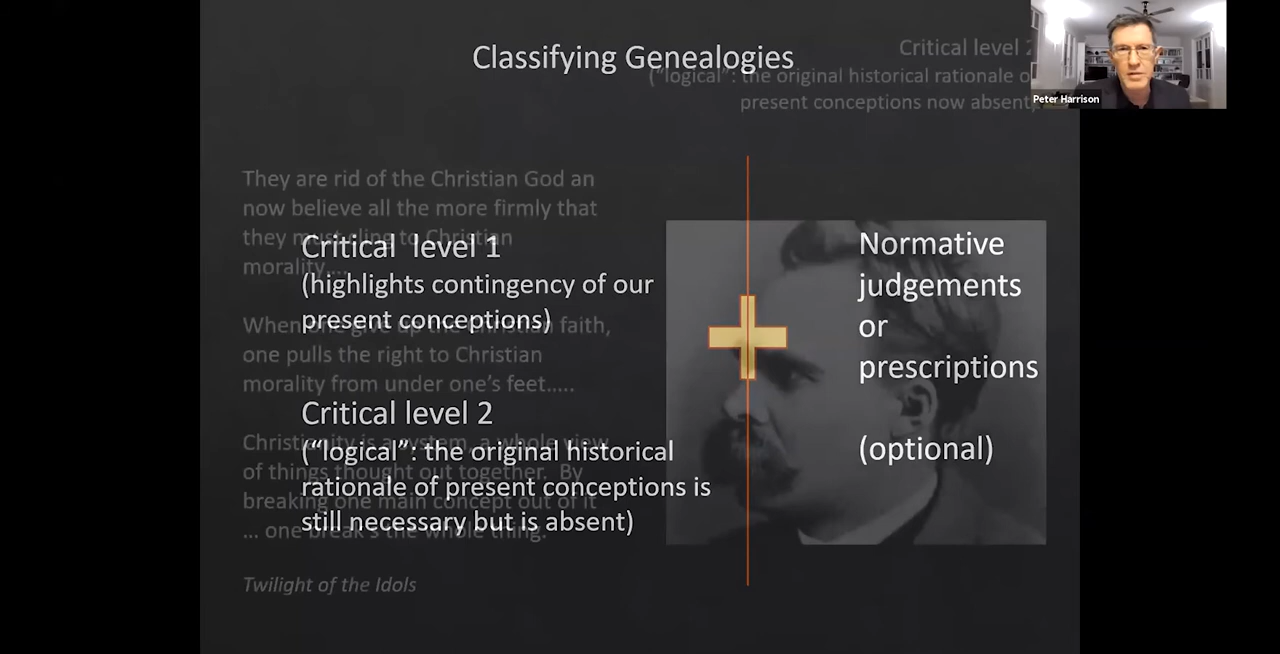 Classifying Genealogies
Critical level 2
("logical": the original historical rationale o
present conceptions now absent,
Peter Harrison
They are rid of the Christian God an
now believe all the more firmly that
they must cling to Christian
morality....
When one give up the Christian faith,
one pulls the right to Christian
morality from under one's feet.....
Christianity is a system, a whole view
of things thought out together. By
breaking one main concept out of it
... one break's the whole thing.
Twilight of the Idols
Critical level 1
(highlights contingency of our
present conceptions)
Critical level 2
("“logical”: the original historical
rationale of present conceptions is
still necessary but is absent)
Normative
judgements
or
prescriptions
(optional)